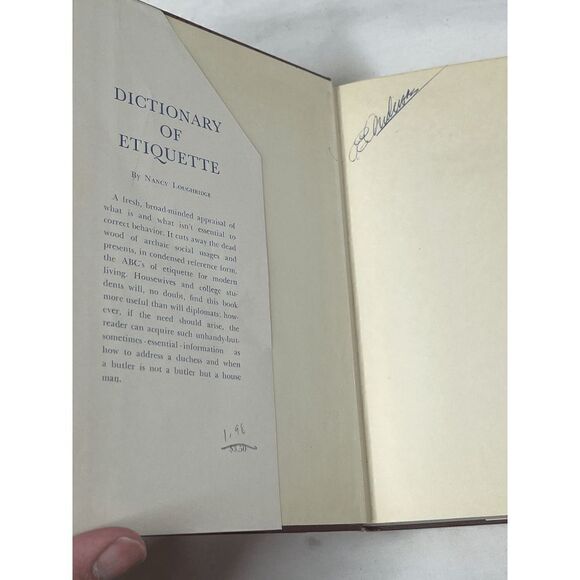 DICTIONARY
OF
ETIQUETTE
By Nancy Loughridge
A fresh, broad-minded appraisal of
what is and what isn't essential to
correct behavior. It cuts away the dead
wood of archaic social usages and
presents, in condensed reference form,
the ABC's of etiquette for modern
living. Housewives and college stu-
dents will, no doubt, find this book
more useful than will diplomats; how-
ever, if the need should arise, the
reader can acquire such unhandy-but-
sometimes-essential-information as
how to address a duchess and when
a butler is not a butler but a house
man.
1.98
$3.50